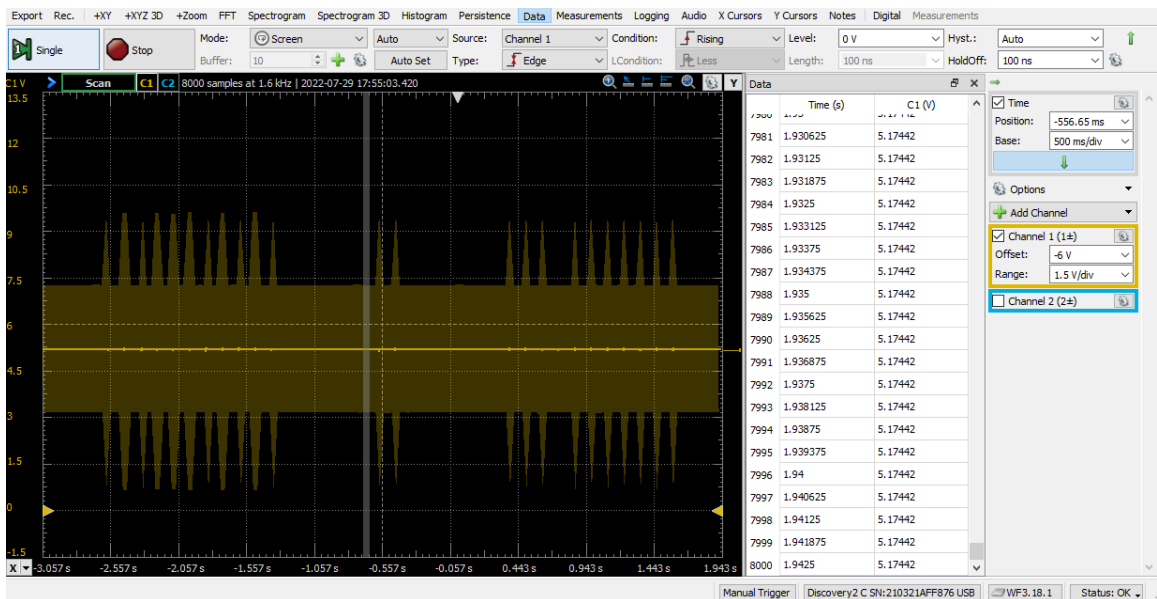 Export Rec. +XY +XYZ 3D +Zoom FFT Spectrogram Spectrogram 3D Histogram Persistence Data Measurements Logging Audio X Cursors Y Cursors Notes Digital Measurements
Single Stop Mode: Screen Auto Source: Channel 1 Condition: Rising Level: 0 V Hyst.: Auto
Buffer: 10 Auto Set Type: Edge LCondition: Less Length: 100 ns HoldOff: 100 ns
C1 V Scan C1 C2 8000 samples at 1.6 kHz | 2022-07-29 17:55:03.420 Y
13.5
12
10.5
9
7.5
6
4.5
3
1.5
0
-1.5
X -3.057 s -2.557 s -2.057 s -1.557 s -1.057 s -0.557 s -0.057 s 0.443 s 0.943 s 1.443 s 1.943 s
Data
Time (s) C1 (V)
7981 1.930625 5.17442
7982 1.93125 5.17442
7983 1.931875 5.17442
7984 1.9325 5.17442
7985 1.933125 5.17442
7986 1.93375 5.17442
7987 1.934375 5.17442
7988 1.935 5.17442
7989 1.935625 5.17442
7990 1.93625 5.17442
7991 1.936875 5.17442
7992 1.9375 5.17442
7993 1.938125 5.17442
7994 1.93875 5.17442
7995 1.939375 5.17442
7996 1.94 5.17442
7997 1.940625 5.17442
7998 1.94125 5.17442
7999 1.941875 5.17442
8000 1.9425 5.17442
Time
Position: -556.65 ms
Base: 500 ms/div
Options
Add Channel
Channel 1 (1±)
Offset: -6 V
Range: 1.5 V/div
Channel 2 (2±)
Manual Trigger Discovery2 C SN:210321AFF876 USB WF3.18.1 Status: OK